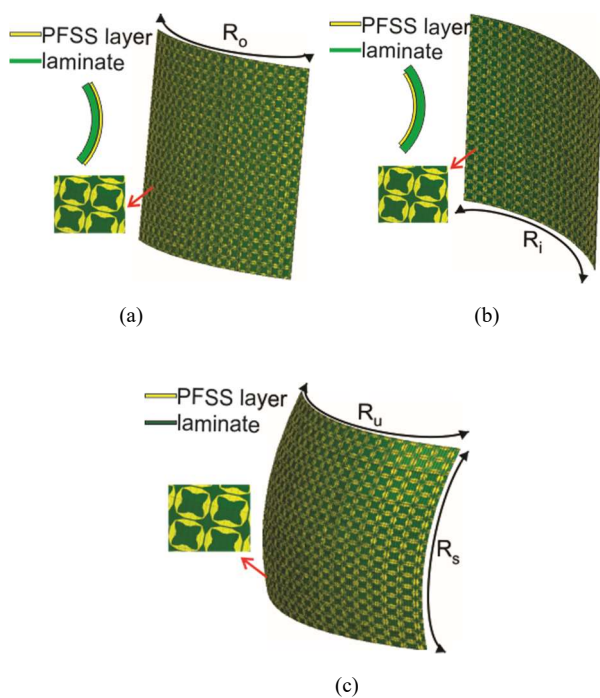 PFSS layer
laminate
Ro
(a)
PFSS layer
laminate
Ri
(b)
PFSS layer
laminate
Ru
Rs
(c)